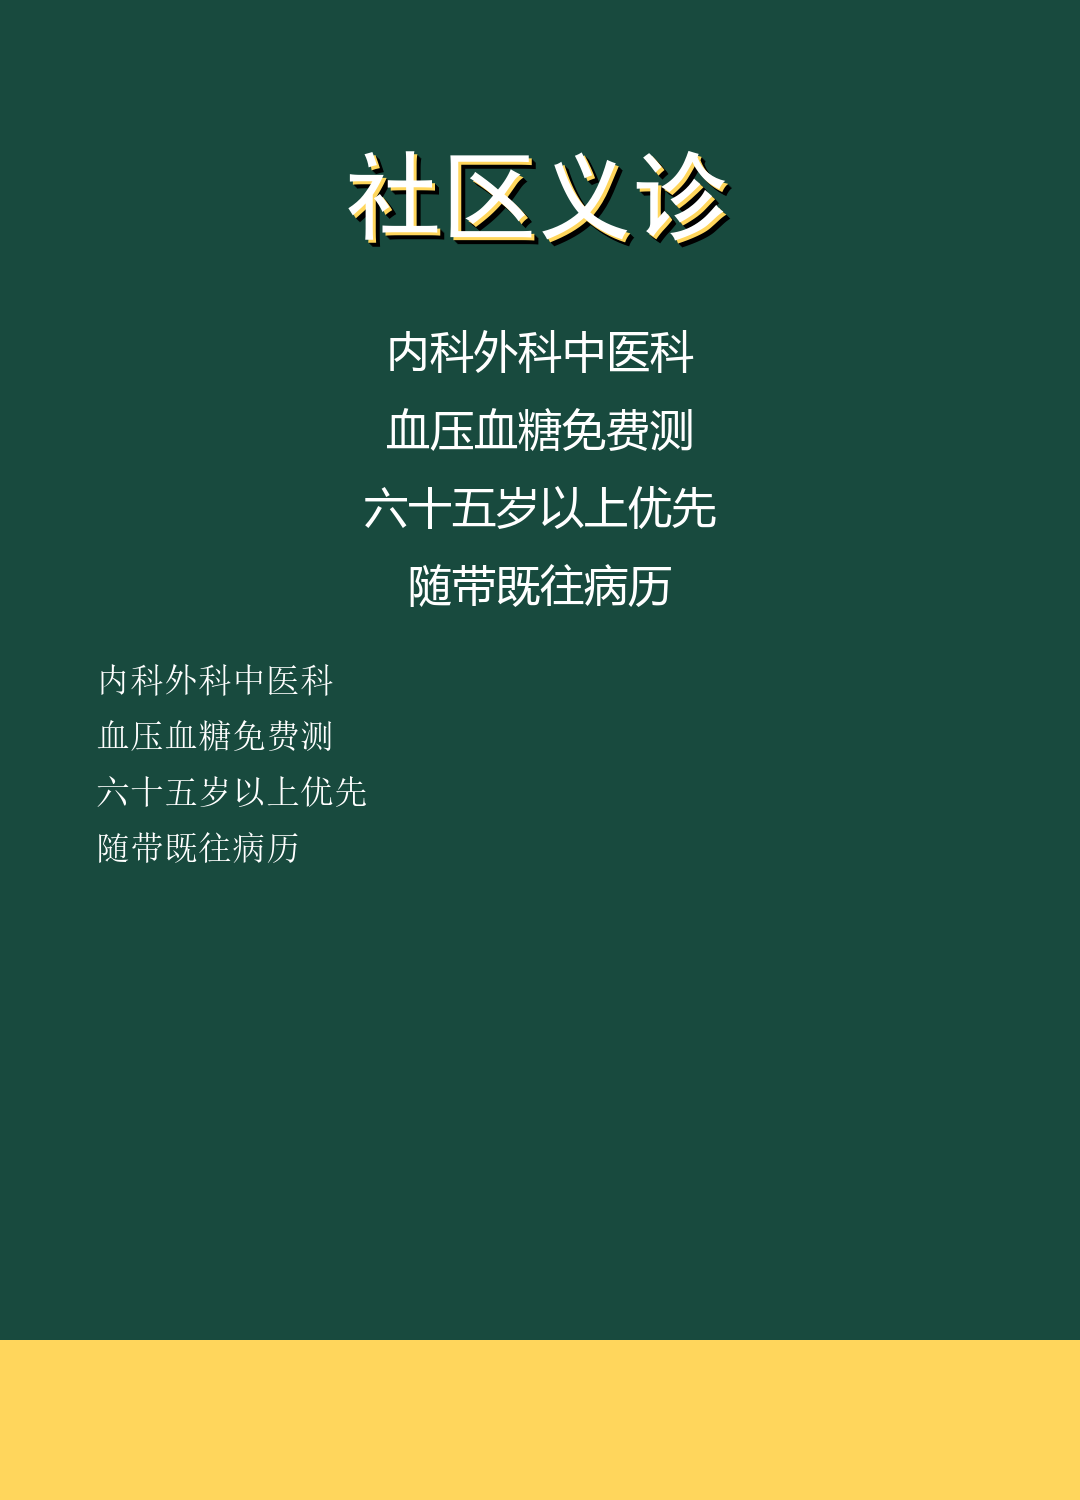 社区义诊
内科外科中医科
血压血糖免费测
六十五岁以上优先
随带既往病历
内科外科中医科
血压血糖免费测
六十五岁以上优先
随带既往病历